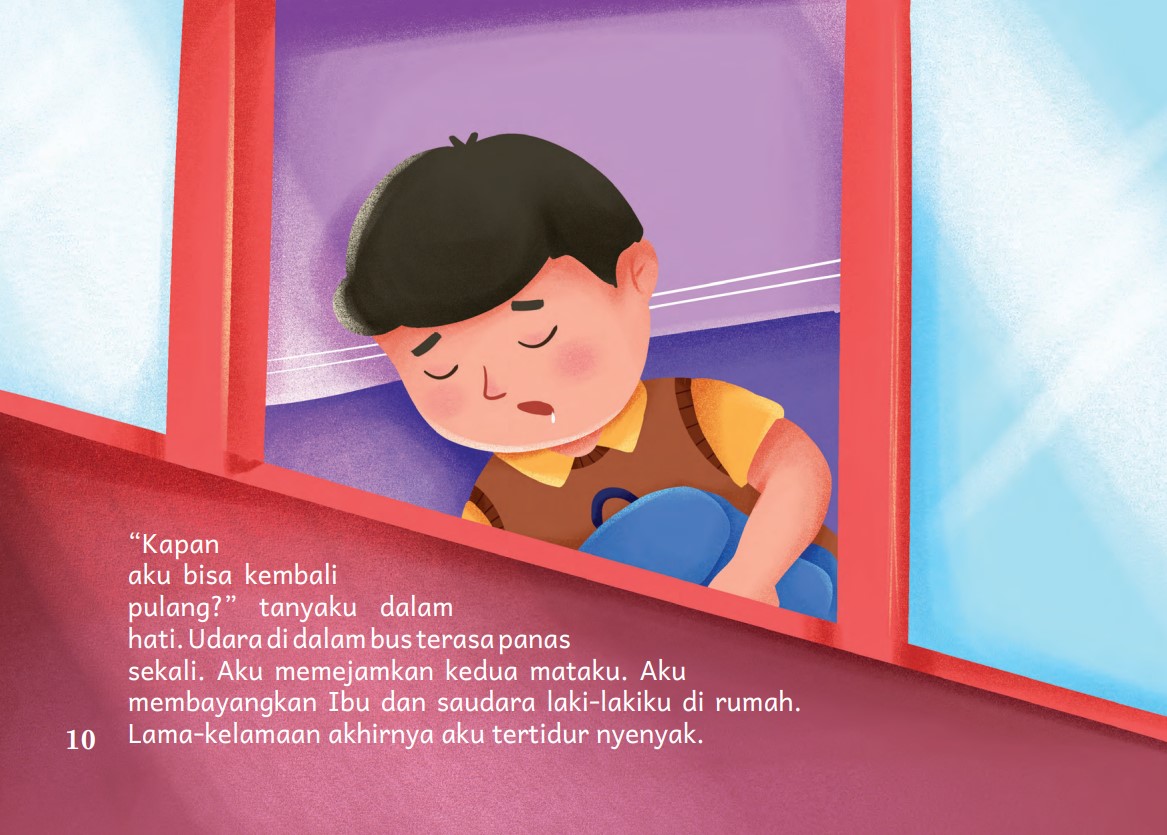 “Kapan
aku bisa kembali
pulang?” tanyaku dalam
hati. Udara di dalam bus terasa panas
sekali. Aku memejamkan kedua mataku. Aku
membayangkan Ibu dan saudara laki-lakiku di rumah.
Lama-kelamaan akhirnya aku tertidur nyenyak.
10